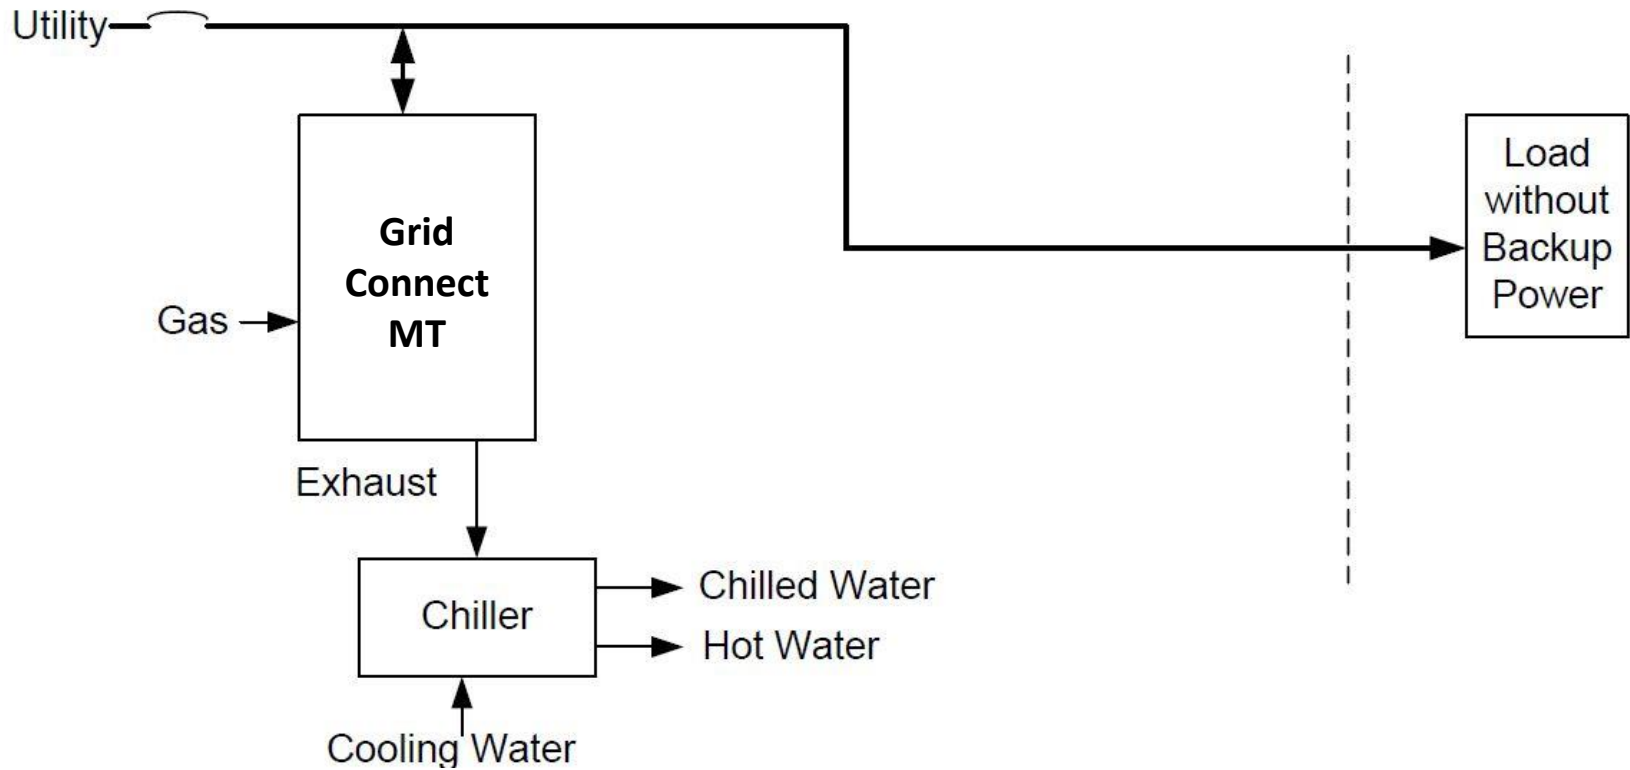 Utility
Grid
Connect
MT
Load
without
Backup
Power
Gas
Exhaust
Chiller
Chilled Water
Hot Water
Cooling Water